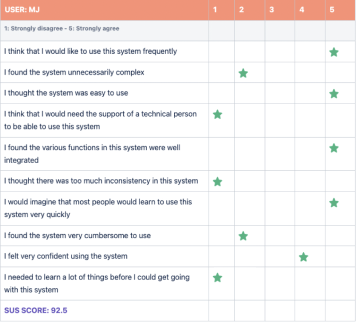 USER: MJ 1 2 3 4 5
1: Strongly disagree - 5: Strongly agree
I think that I would like to use this system frequently
I found the system unnecessarily complex
I thought the system was easy to use
I think that I would need the support of a technical person
to be able to use this system
I found the various functions in this system were well
integrated
I thought there was too much inconsistency in this system
I would imagine that most people would learn to use this
system very quickly
I found the system very cumbersome to use
I felt very confident using the system
I needed to learn a lot of things before I could get going
with this system
SUS SCORE: 92.5